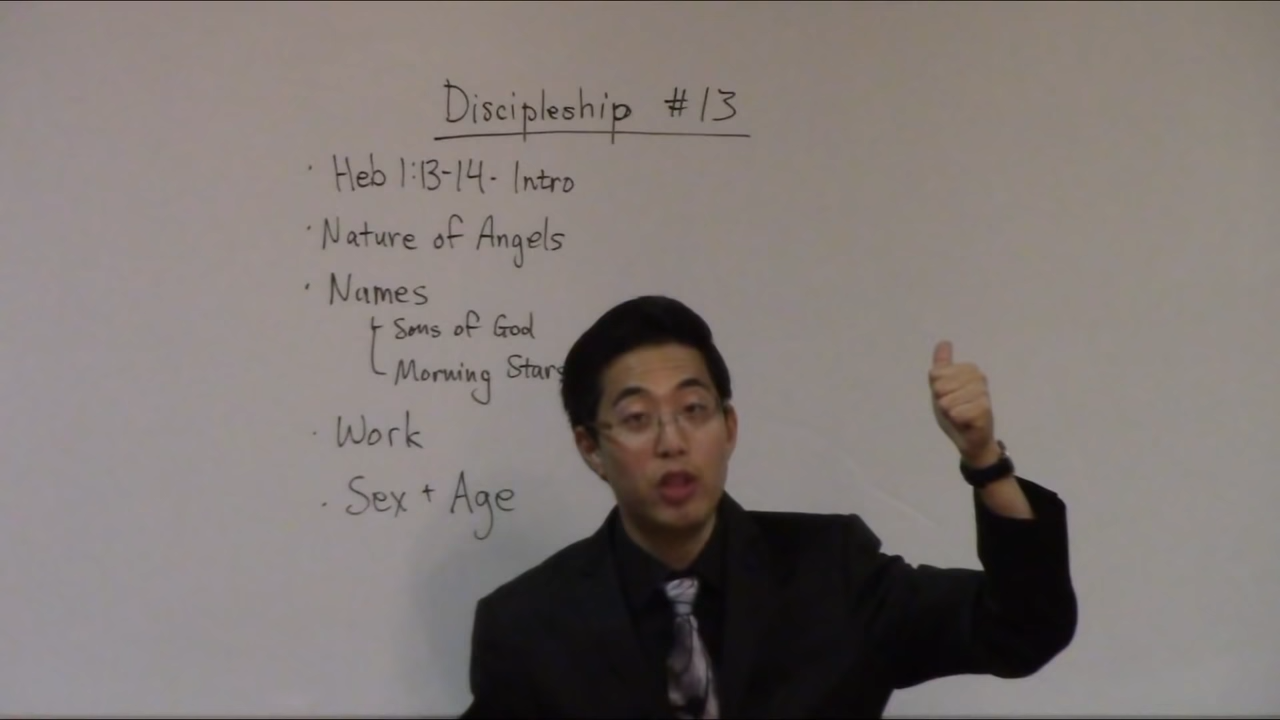 Discipleship #13
· Heb 1:13-14- Intro
· Nature of Angels
· Names
Sons of God
Morning Stars
· Work
· Sex + Age